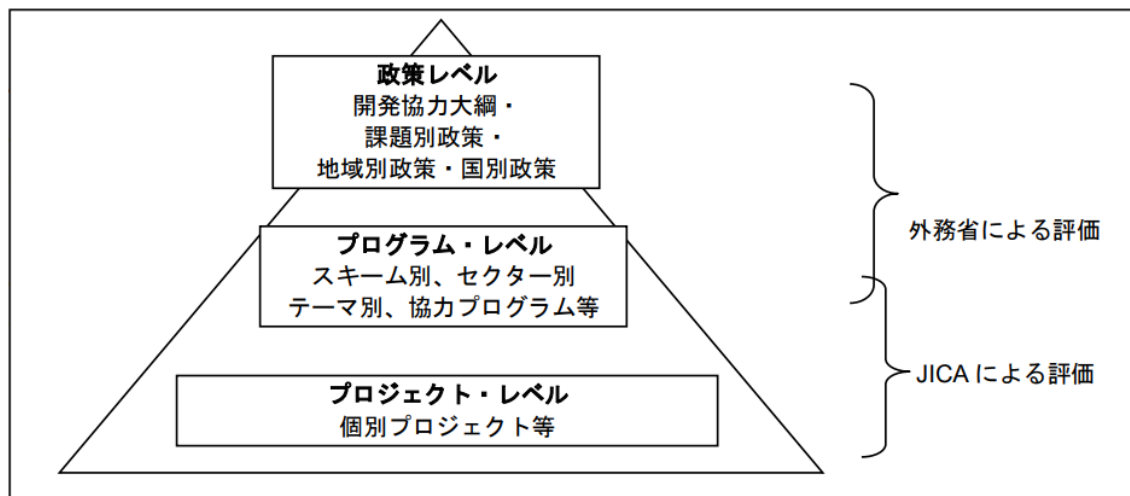 政策レベル
開発協力大綱・
課題別政策・
地域別政策・国別政策
プログラム・レベル
スキーム別、セクター別
テーマ別、協力プログラム等
プロジェクト・レベル
個別プロジェクト等
外務省による評価
JICA による評価